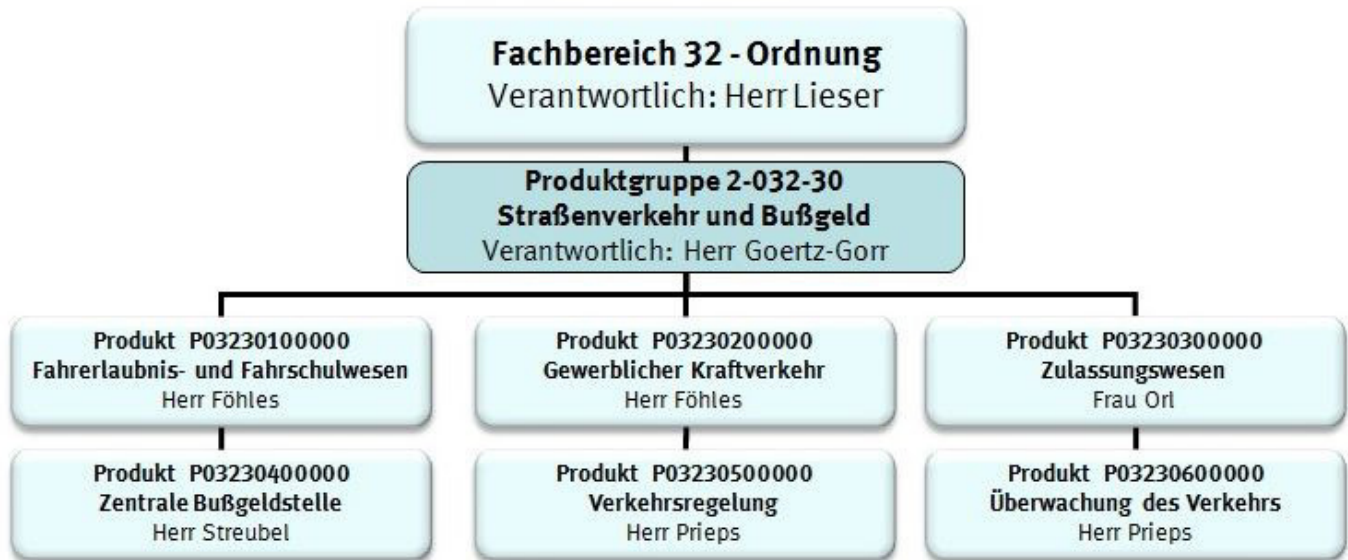 Fachbereich 32 - Ordnung
Verantwortlich: Herr Lieser
Produktgruppe 2-032-30
Straßenverkehr und Bußgeld
Verantwortlich: Herr Goertz-Gorr
Produkt P03230100000
Fahrerlaubnis- und Fahrschulwesen
Herr Föhles
Produkt P03230200000
Gewerblicher Kraftverkehr
Herr Föhles
Produkt P03230300000
Zulassungswesen
Frau Orl
Produkt P03230400000
Zentrale Bußgeldstelle
Herr Streubel
Produkt P03230500000
Verkehrsregelung
Herr Prieps
Produkt P03230600000
Überwachung des Verkehrs
Herr Prieps